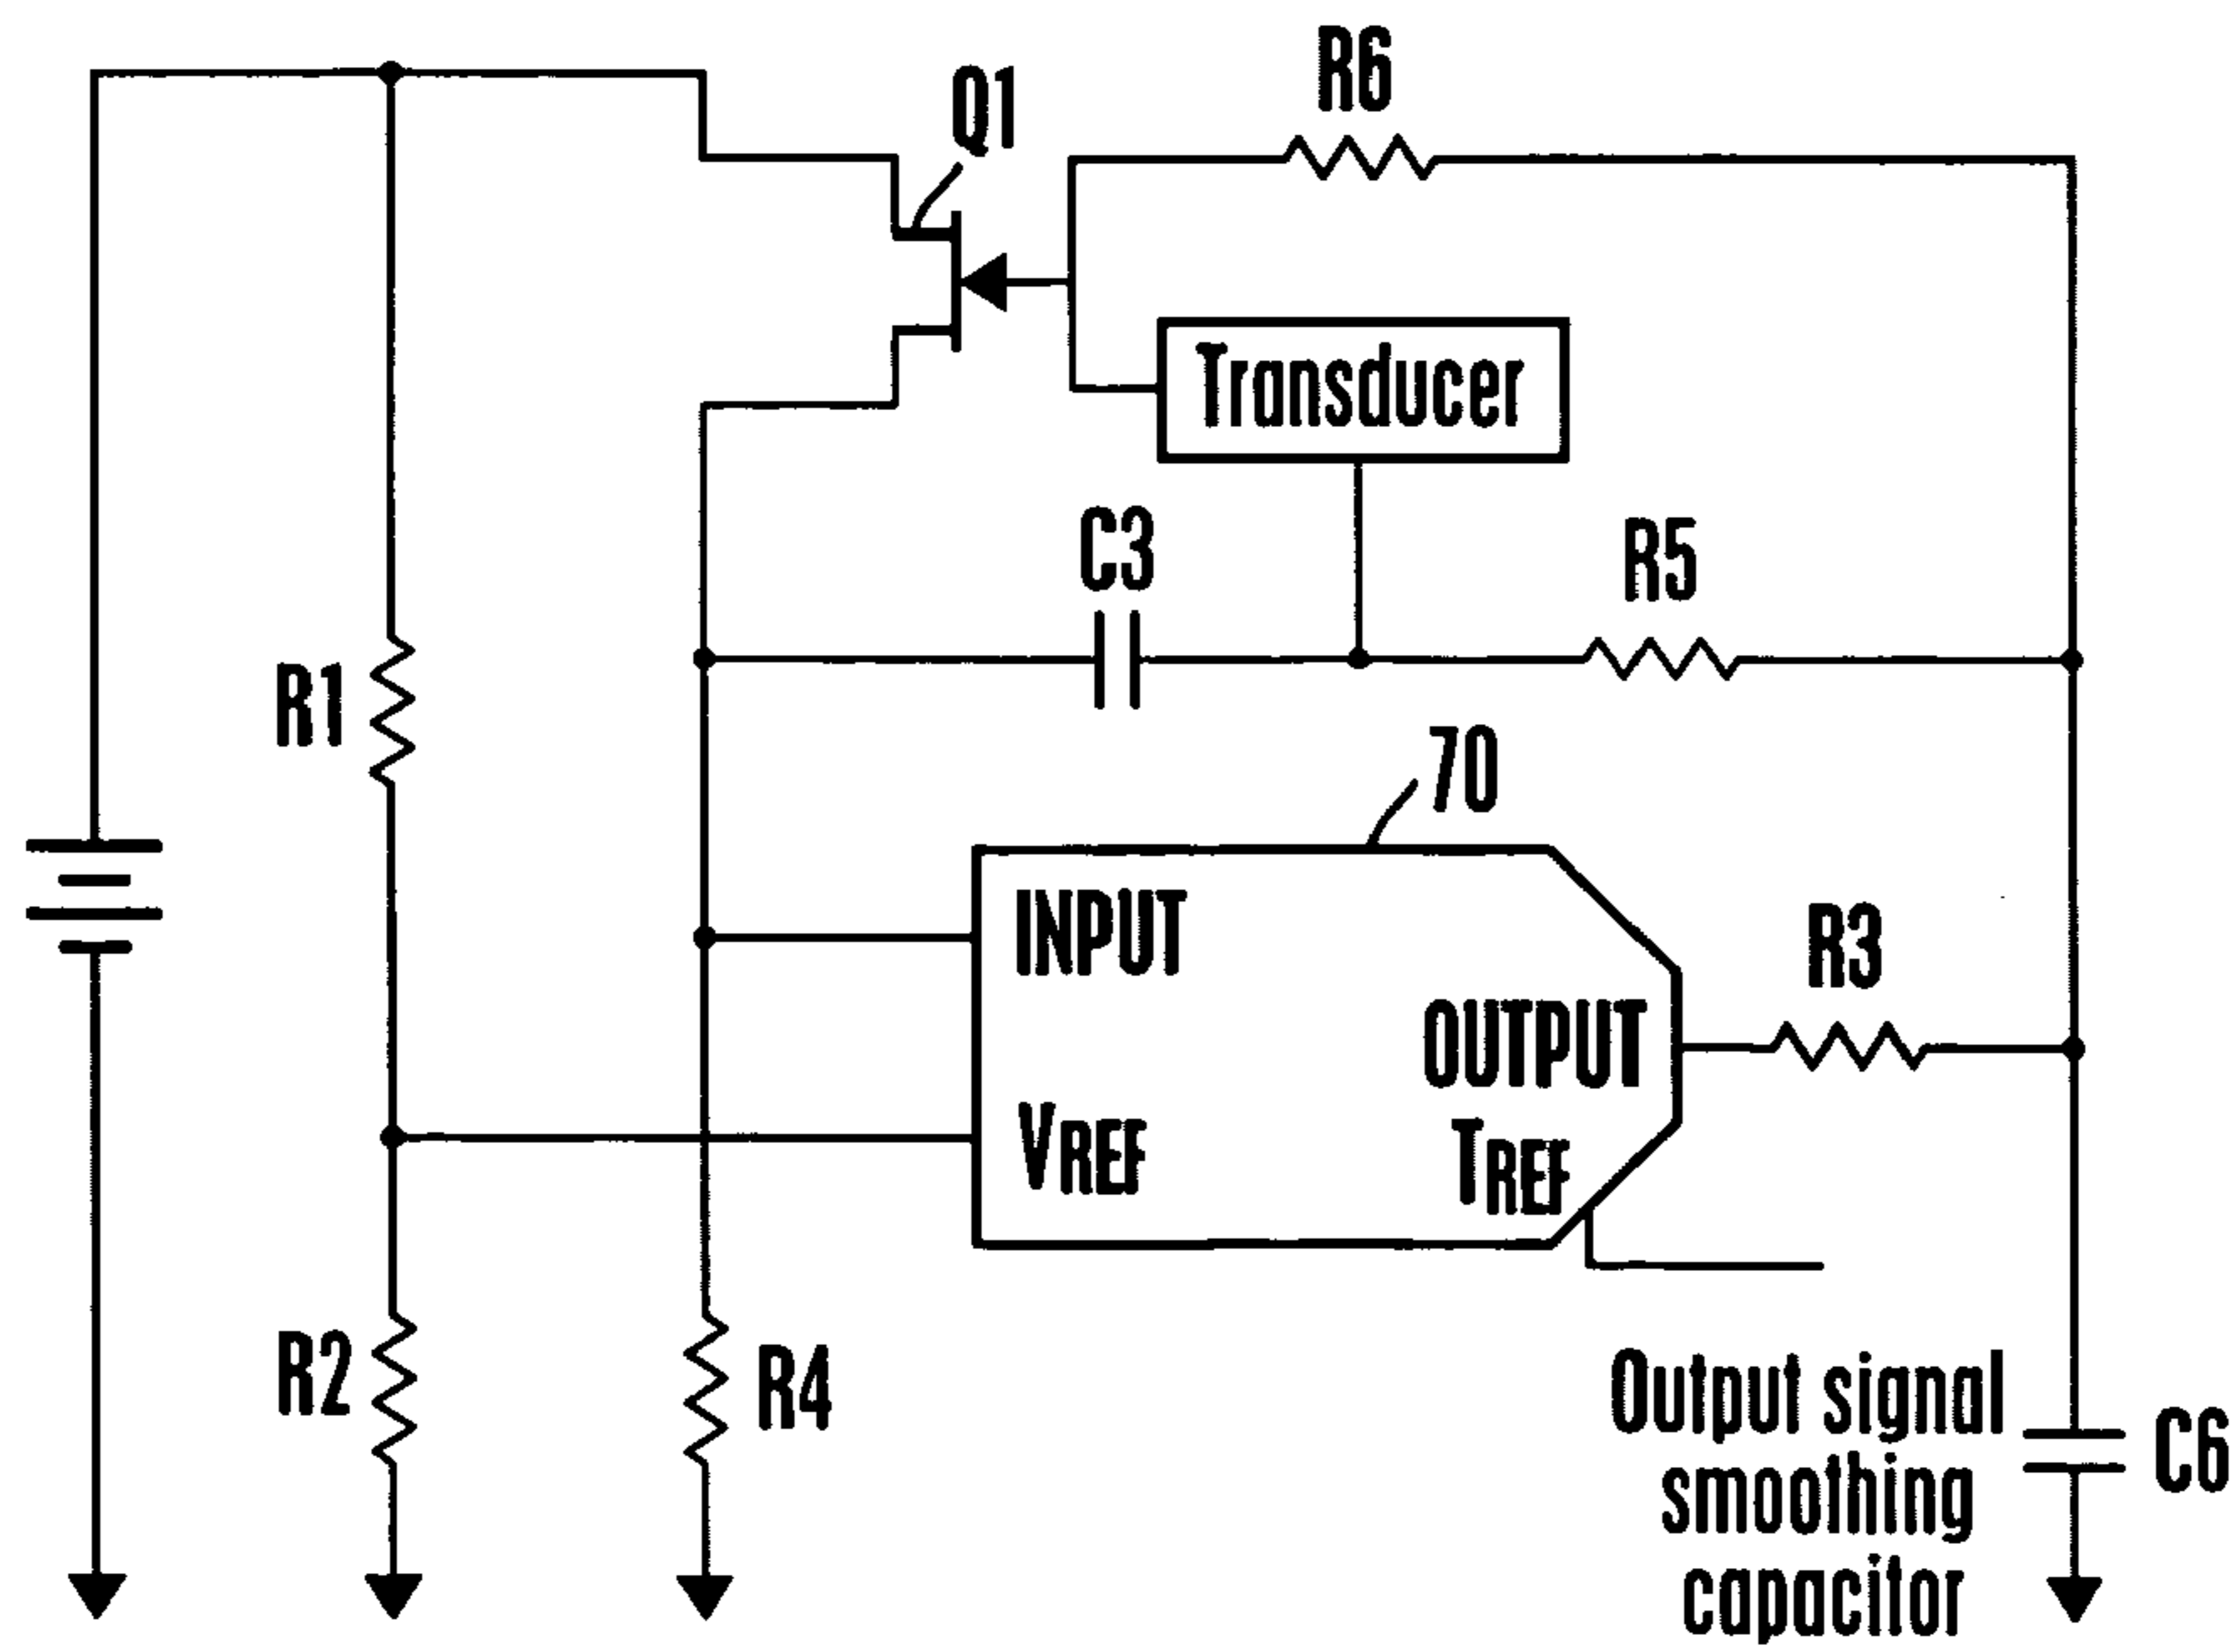 R6
Q1
Transducer
C3
R5
R1
70
INPUT
R3
OUTPUT
VREF
TREF
R2
R4
Output signal
smoothing
capacitor
C6